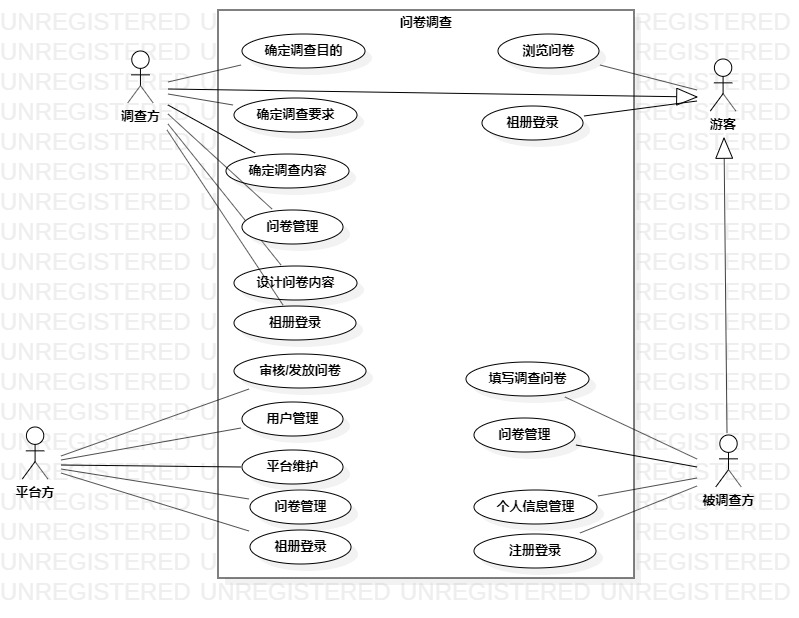 问卷调查
确定调查目的
浏览问卷
调查方
确定调查要求
祖册登录
游客
确定调查内容
问卷管理
设计问卷内容
祖册登录
审核/发放问卷
填写调查问卷
用户管理
问卷管理
平台维护
平台方
被调查方
问卷管理
个人信息管理
祖册登录
注册登录
UNREGISTERED